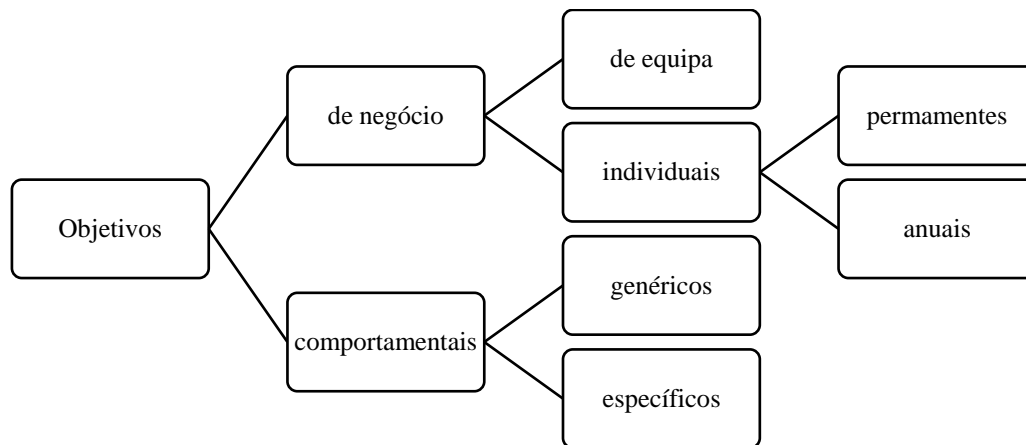 Objetivos
de negócio
de equipa
individuais
permamentes
anuais
comportamentais
genéricos
específicos